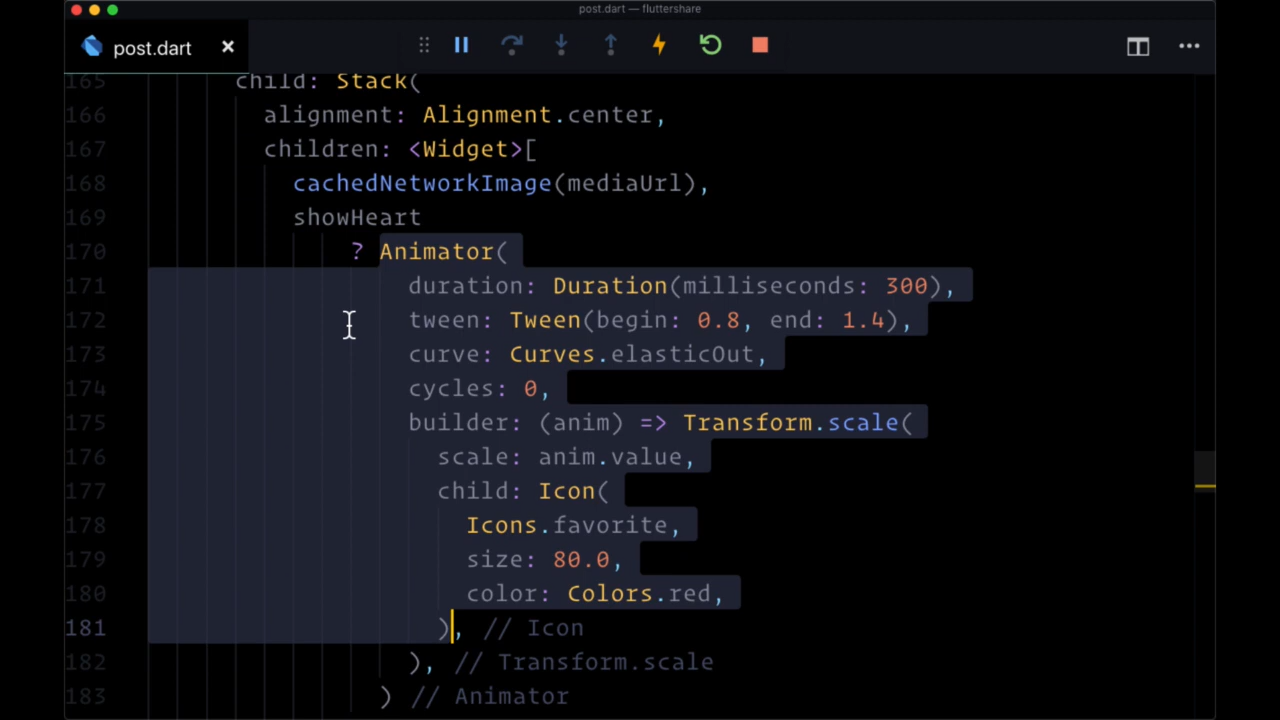 post.dart — fluttershare
post.dart ×
165 child: Stack(
166 alignment: Alignment.center,
167 children: <Widget>[
168 cachedNetworkImage(mediaUrl),
169 showHeart
170 ? Animator(
171 duration: Duration(milliseconds: 300),
172 tween: Tween(begin: 0.8, end: 1.4),
173 curve: Curves.elasticOut,
174 cycles: 0,
175 builder: (anim) => Transform.scale(
176 scale: anim.value,
177 child: Icon(
178 Icons.favorite,
179 size: 80.0,
180 color: Colors.red,
181 ), // Icon
182 ), // Transform.scale
183 ) // Animator